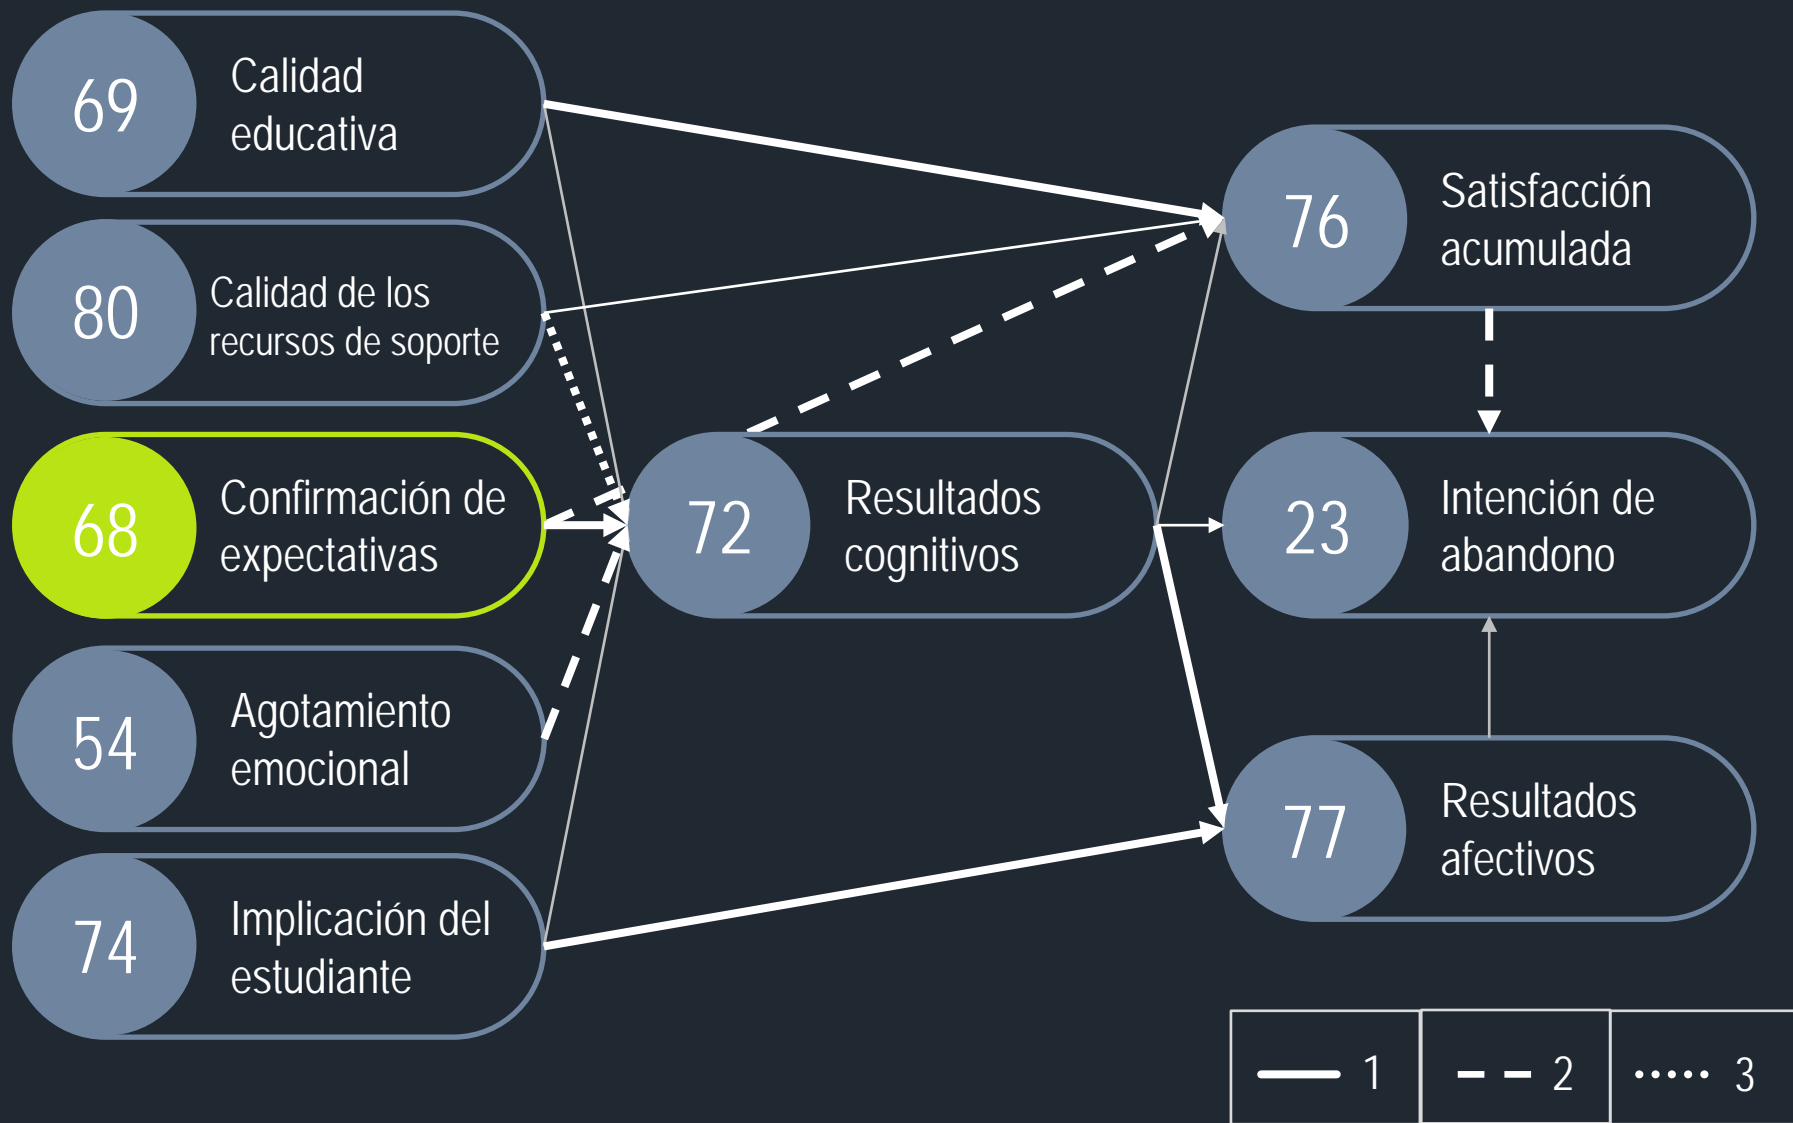 69
Calidad
educativa
80
Calidad de los
recursos de soporte
68
Confirmación de
expectativas
54
Agotamiento
emocional
74
Implicación del
estudiante
72
Resultados
cognitivos
76
Satisfacción
acumulada
23
Intención de
abandono
77
Resultados
afectivos
1
2
3